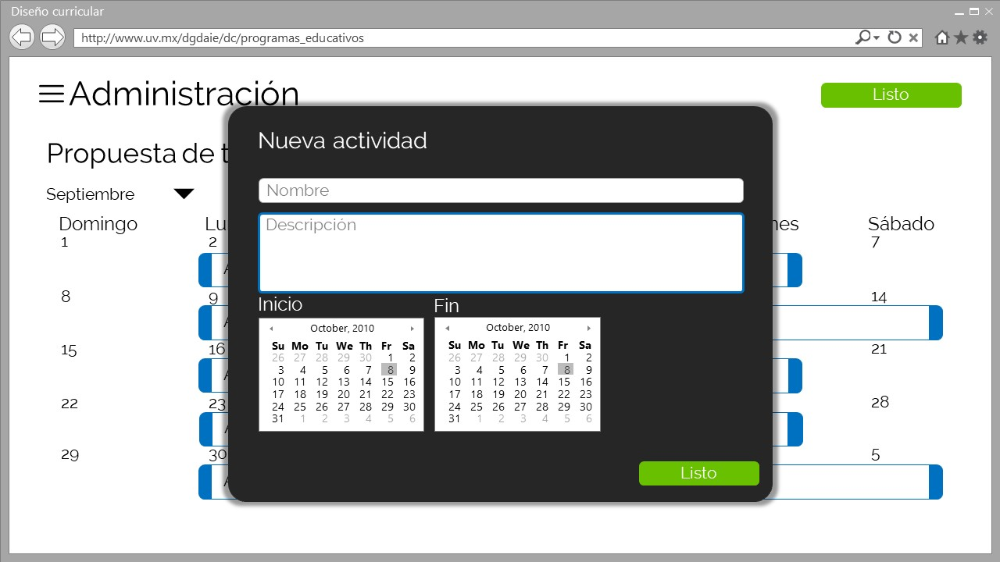 Diseño curricular
http://www.uv.mx/dgdaie/dc/programas_educativos
Administración
Listo
Nueva actividad
Propuesta de t
Nombre
Septiembre
Descripción
Domingo
Lu
nes
Sábado
1
2
7
8
9
14
Inicio
Fin
October, 2010
Su Mo Tu We Th Fr Sa
26 27 28 29 30 1 2
3 4 5 6 7 8 9
10 11 12 13 14 15 16
17 18 19 20 21 22 23
24 25 26 27 28 29 30
31 1 2 3 4 5 6
October, 2010
Su Mo Tu We Th Fr Sa
26 27 28 29 30 1 2
3 4 5 6 7 8 9
10 11 12 13 14 15 16
17 18 19 20 21 22 23
24 25 26 27 28 29 30
31 1 2 3 4 5 6
15
16
21
22
23
28
29
30
5
Listo